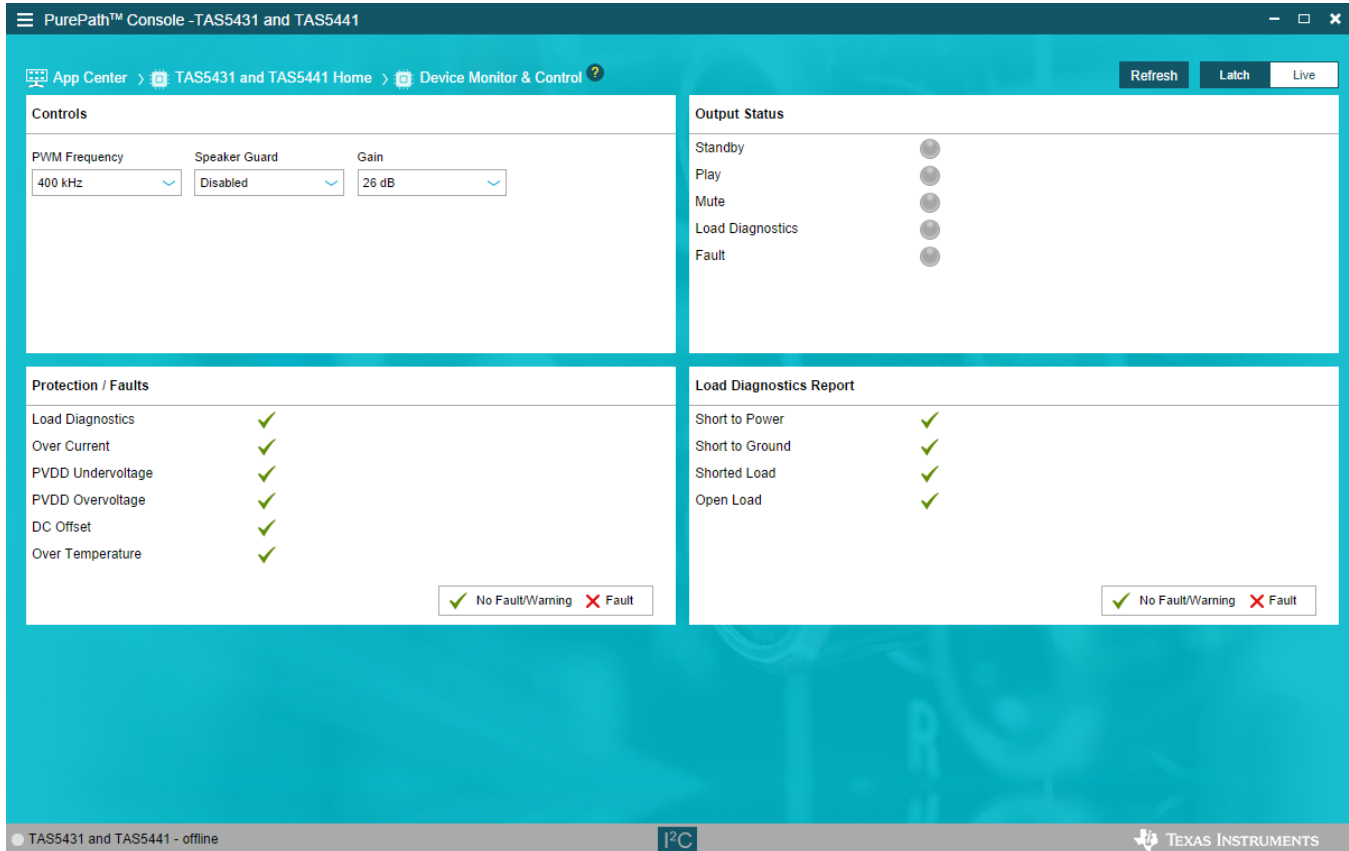 PurePath™ Console -TAS5431 and TAS5441
App Center > TAS5431 and TAS5441 Home > Device Monitor & Control ?
Refresh Latch Live
Controls
PWM Frequency Speaker Guard Gain
400 kHz Disabled 26 dB
Output Status
Standby
Play
Mute
Load Diagnostics
Fault
Protection / Faults
Load Diagnostics
Over Current
PVDD Undervoltage
PVDD Overvoltage
DC Offset
Over Temperature
No Fault/Warning Fault
Load Diagnostics Report
Short to Power
Short to Ground
Shorted Load
Open Load
No Fault/Warning Fault
R
TAS5431 and TAS5441 - offline
I²C
TEXAS INSTRUMENTS